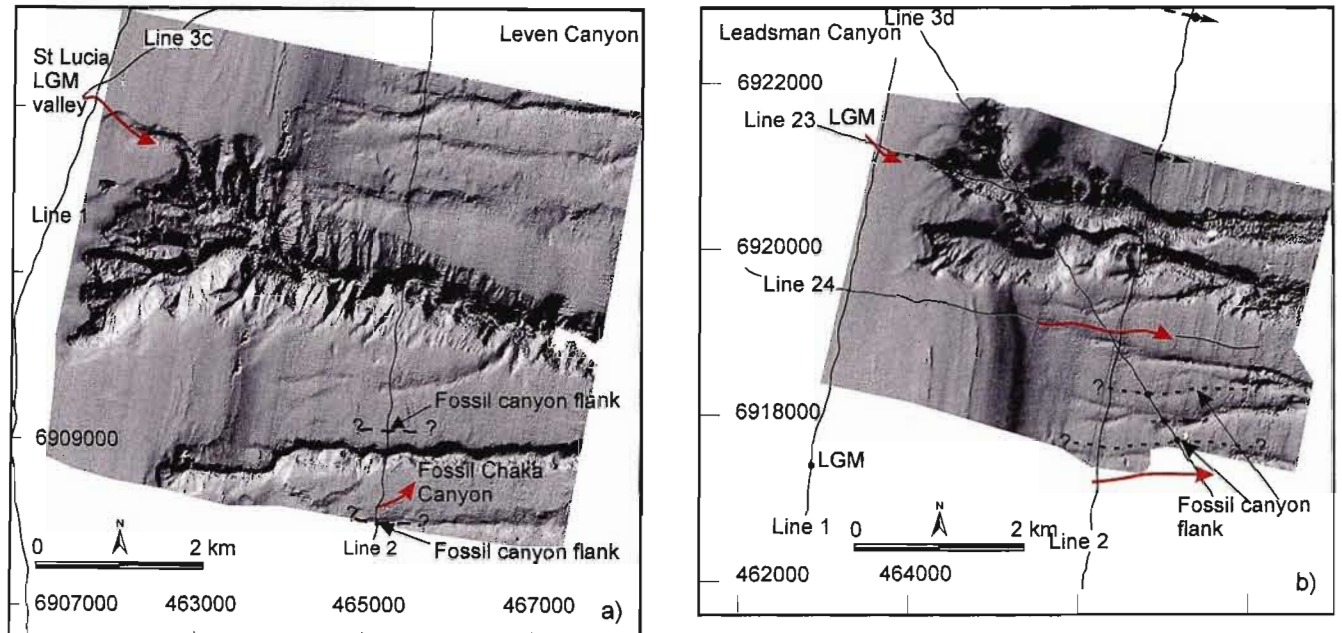 Line 3c
Leven Canyon
St Lucia
LGM
valley
Line 1
Fossil canyon flank
? ?
6909000
Fossil Chaka
Canyon
? ?
N
0 2 km
Line 2
Fossil canyon flank
6907000 463000 465000 467000
a)
Line 3d
Leadsman Canyon
6922000
Line 23
LGM
6920000
Line 24
?
6918000
? ?
LGM
Fossil canyon
flank
N
Line 1
0 2 km
Line 2
462000 464000
b)